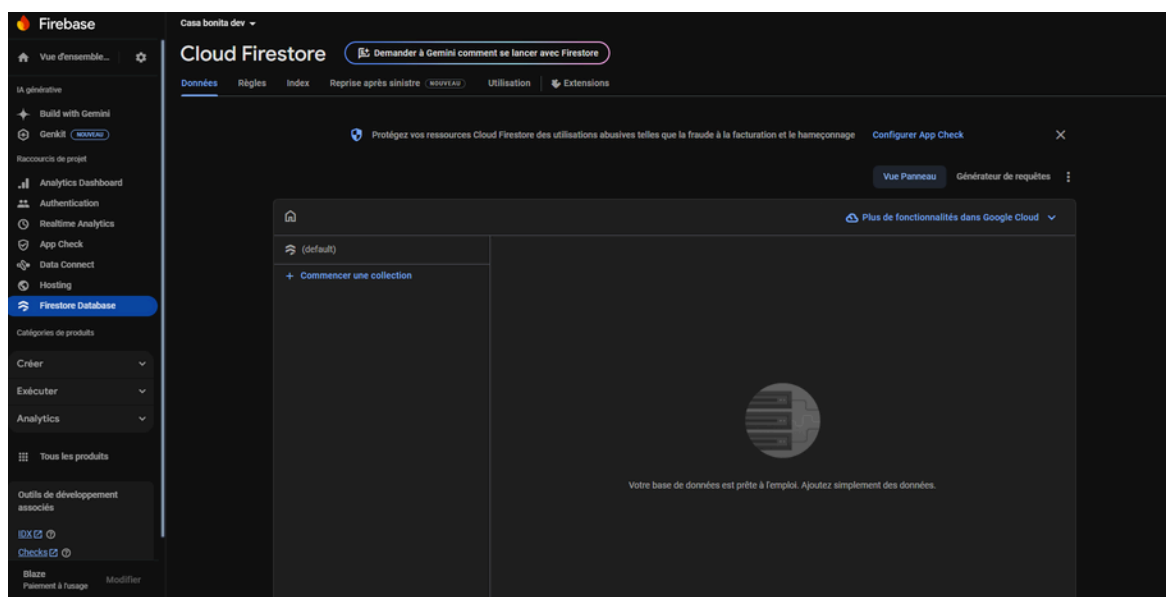 Firebase
Vue d'ensemble...
IA générative
Build with Gemini
Genkit NOUVEAU
Raccourcis de projet
Analytics Dashboard
Authentication
Realtime Analytics
App Check
Data Connect
Hosting
Firestore Database
Catégories de produits
Créer
Exécuter
Analytics
Tous les produits
Outils de développement
associés
IDX
Checks
Blaze
Paiement à l'usage
Modifier
Casa bonita dev
Cloud Firestore
Demander à Gemini comment se lancer avec Firestore
Données Règles Index Reprise après sinistre NOUVEAU Utilisation Extensions
Protégez vos ressources Cloud Firestore des utilisations abusives telles que la fraude à la facturation et le hameçonnage Configurer App Check
Vue Panneau Générateur de requêtes
Plus de fonctionnalités dans Google Cloud
(default)
+ Commencer une collection
Votre base de données est prête à l'emploi. Ajoutez simplement des données.